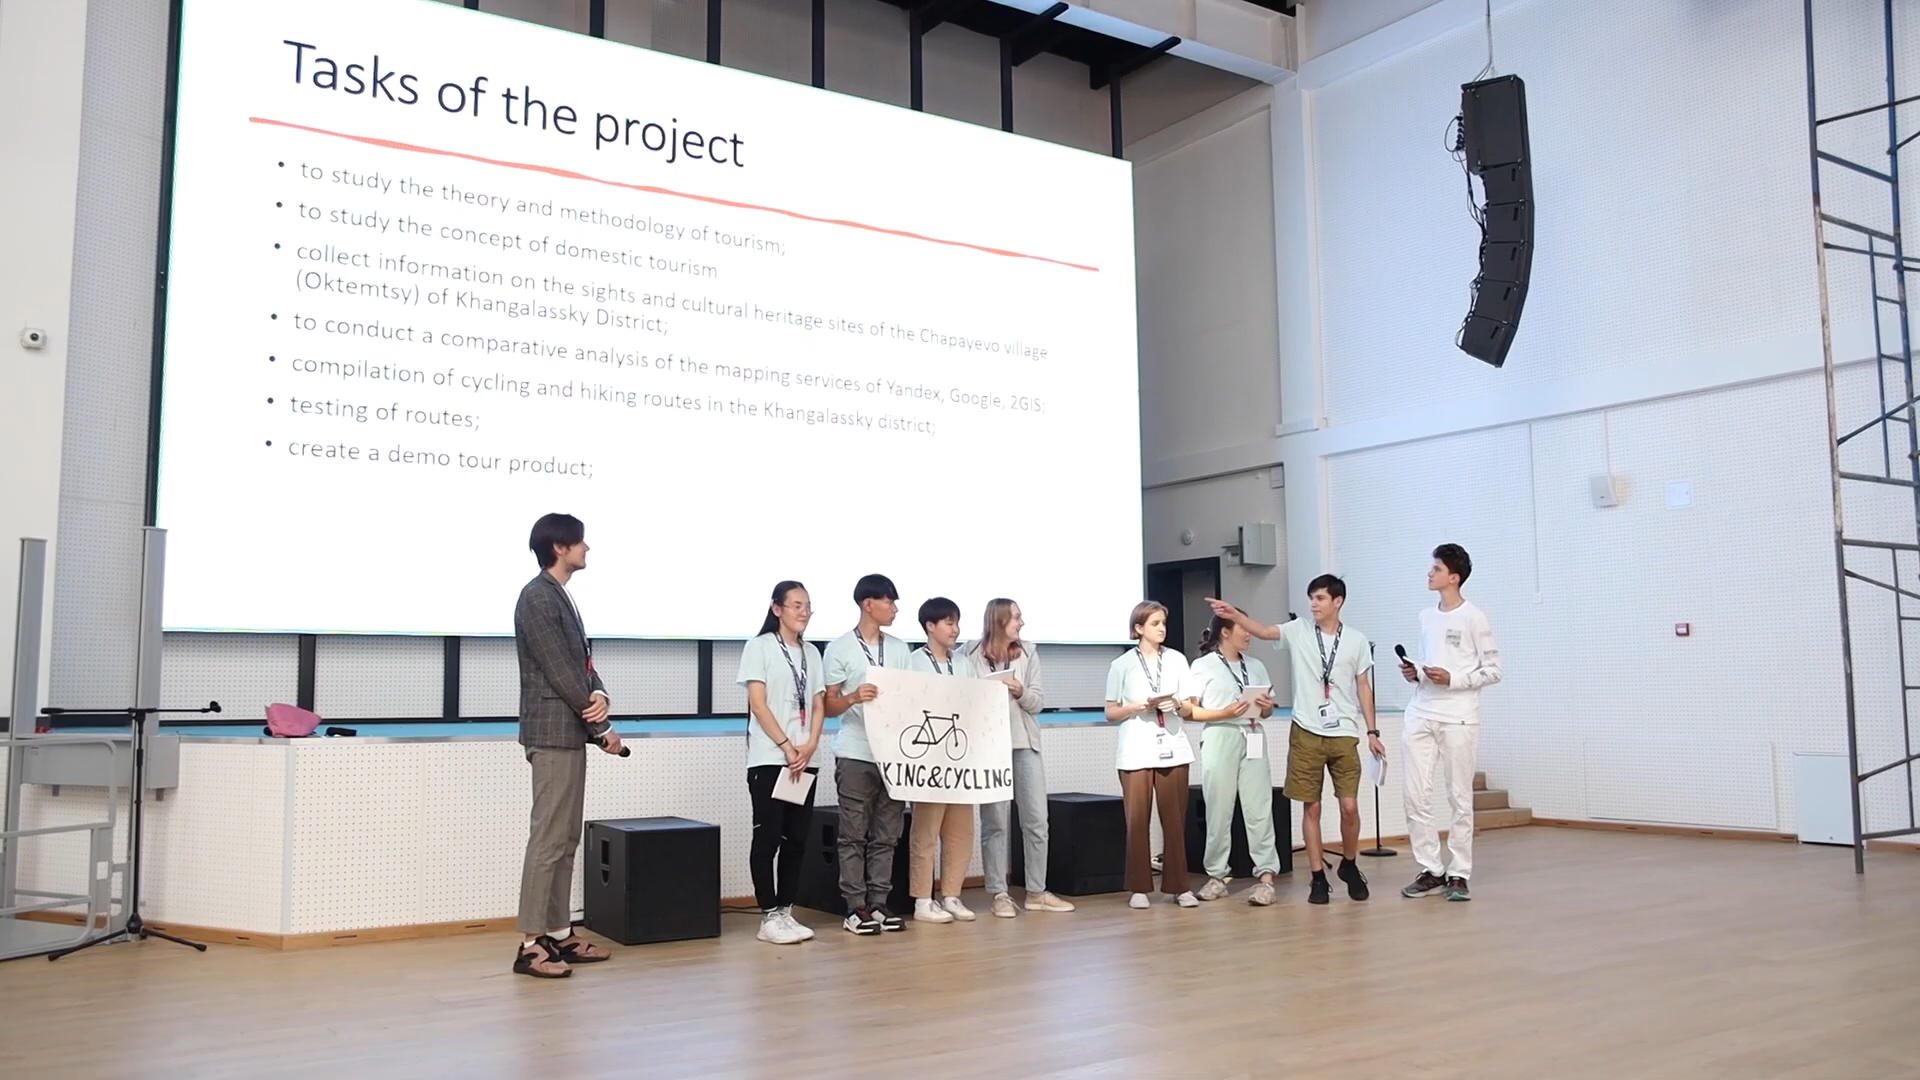 Tasks of the project
• to study the theory and methodology of tourism;
• to study the concept of domestic tourism
• collect information on the sights and cultural heritage sites of the Chapayevo village
(Oktemtsy) of Khangalassky District;
• to conduct a comparative analysis of the mapping services of Yandex, Google, 2GIS;
• compilation of cycling and hiking routes in the Khangalassky district;
• testing of routes;
• create a demo tour product;
KING&CYCLING